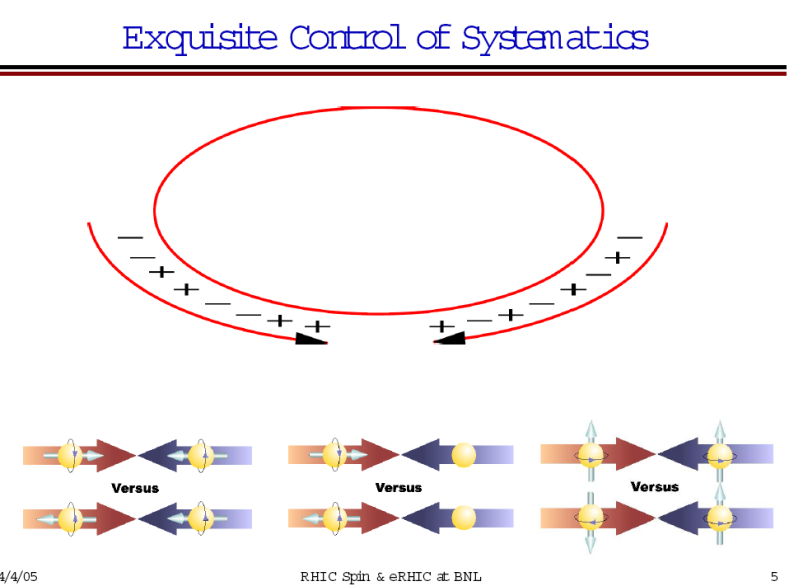 Exquisite Control of Systematics
— —
— +
+ —
+ +
— —
— —
+ +
+ +
Versus Versus Versus
4/4/05 RHIC Spin & eRHIC at BNL 5